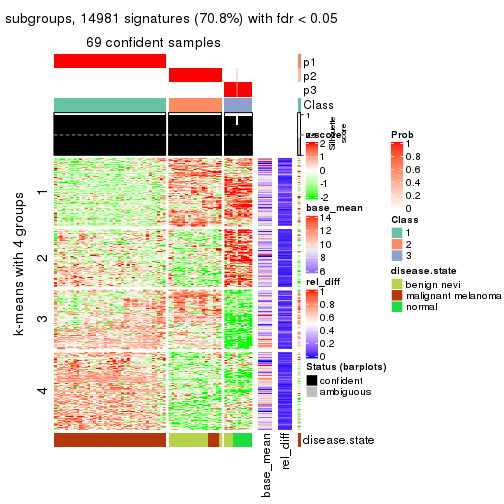 subgroups, 14981 signatures (70.8%) with fdr < 0.05
69 confident samples
p1
p2
p3
Class
1
Silhouette
score
z-score
2
1
0
-1
-2
base_mean
14
12
10
8
6
rel_diff
1
0.8
0.6
0.4
0.2
0
Status (barplots)
confident
ambiguous
Prob
1
0.8
0.6
0.4
0.2
0
Class
1
2
3
disease.state
benign nevi
malignant melanoma
normal
k-means with 4 groups
1
2
3
4
disease.state
base_mean
rel_diff